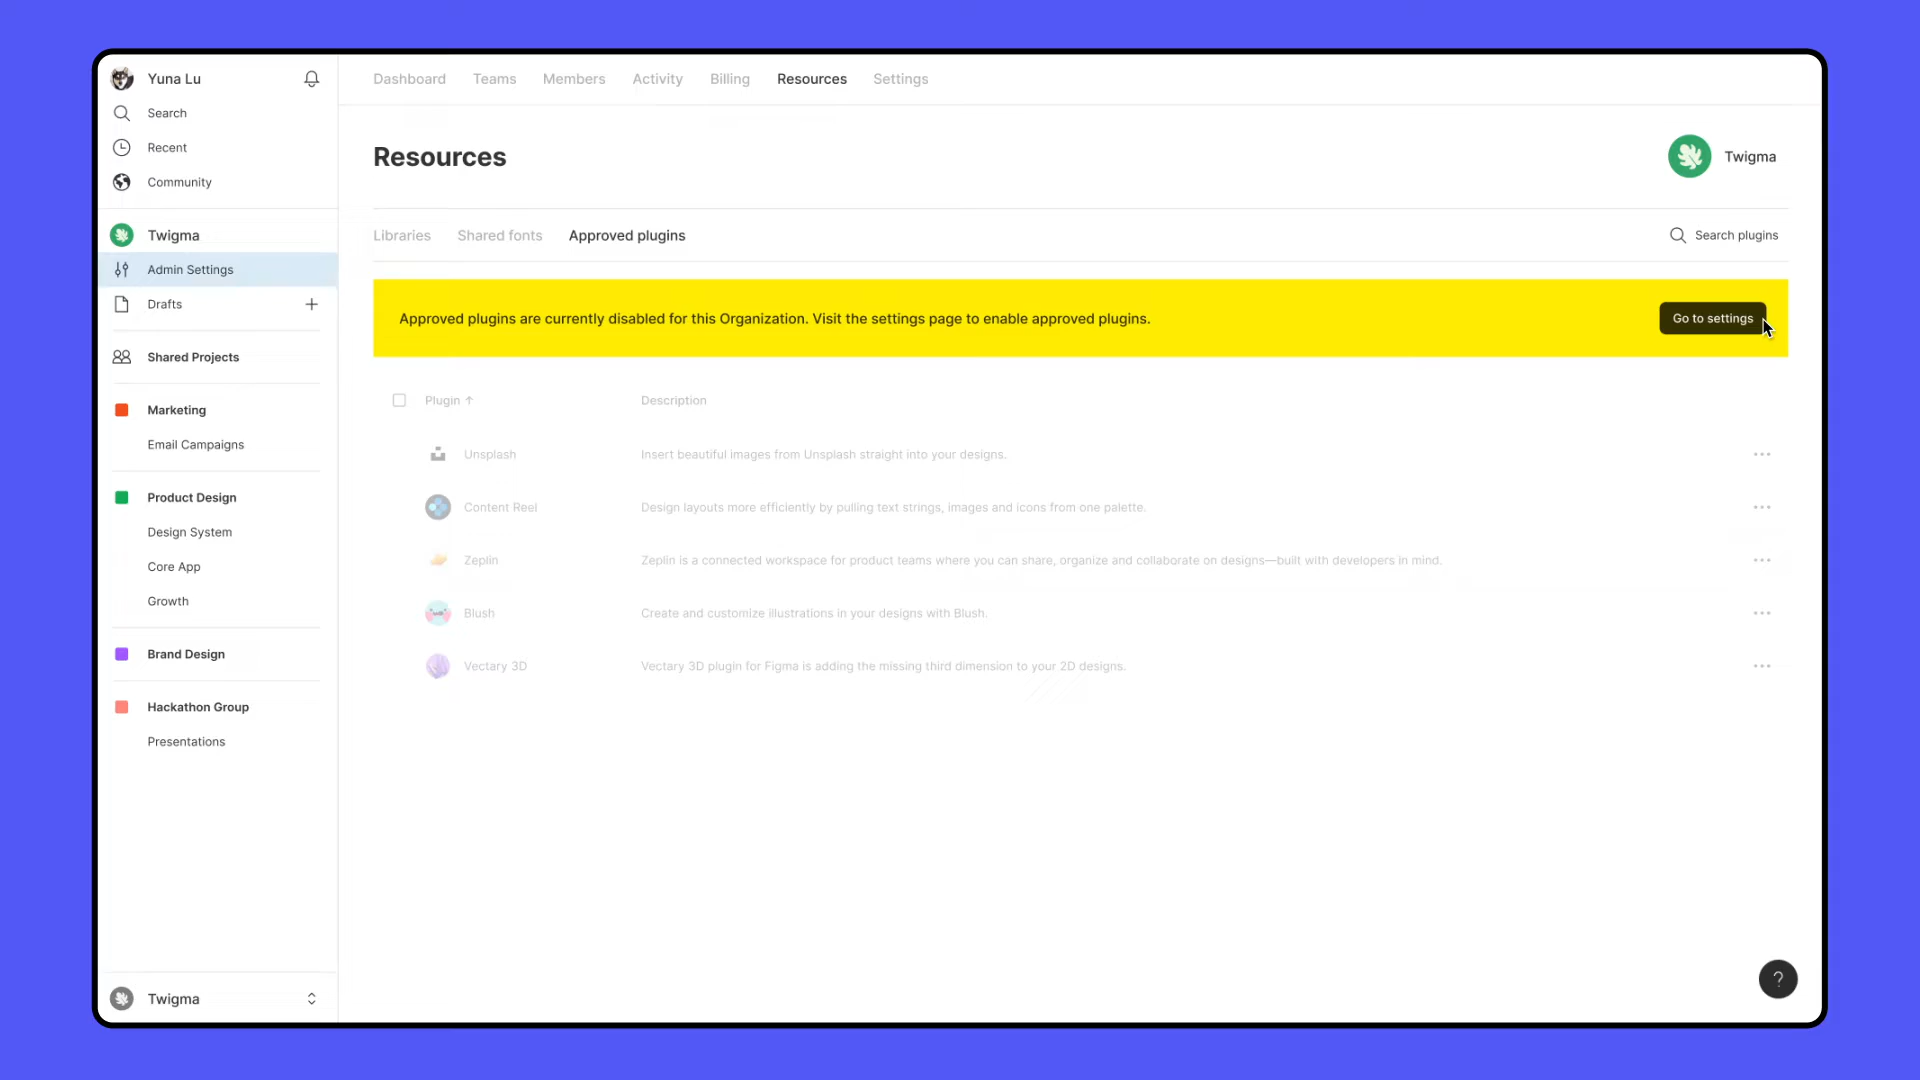 Yuna Lu
Search
Recent
Community
Twigma
Admin Settings
Drafts
Shared Projects
Marketing
Email Campaigns
Product Design
Design System
Core App
Growth
Brand Design
Hackathon Group
Presentations
Twigma
Dashboard Teams Members Activity Billing Resources Settings
Resources
Twigma
Libraries Shared fonts Approved plugins
Search plugins
Approved plugins are currently disabled for this Organization. Visit the settings page to enable approved plugins.
Go to settings
Plugin ↑ Description
Unsplash Insert beautiful images from Unsplash straight into your designs.
Content Reel Design layouts more efficiently by pulling text strings, images and icons from one palette.
Zeplin Zeplin is a connected workspace for product teams where you can share, organize and collaborate on designs—built with developers in mind.
Blush Create and customize illustrations in your designs with Blush.
Vectary 3D Vectary 3D plugin for Figma is adding the missing third dimension to your 2D designs.
?